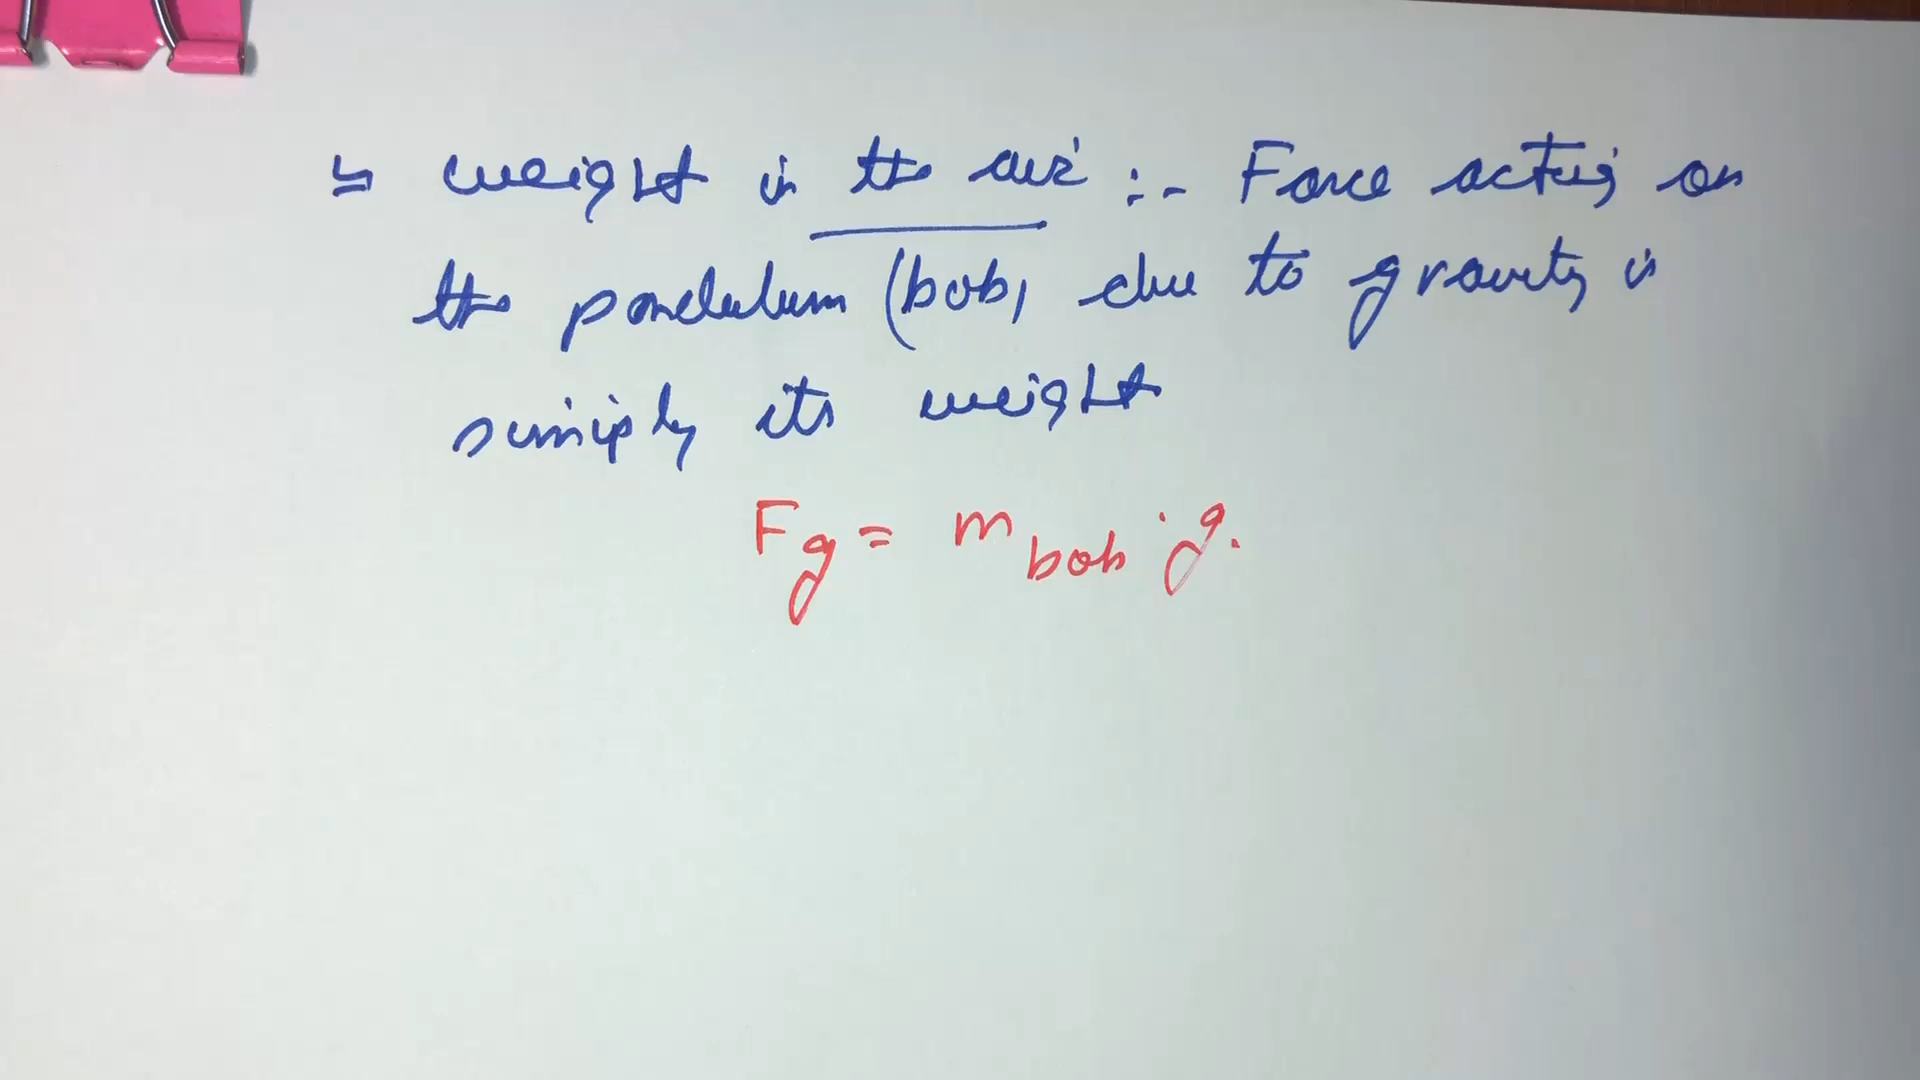 ↳ weight in the air :- Force acting on
the pendulum (bob) due to gravity is
simply its weight
Fg = m bob · g.